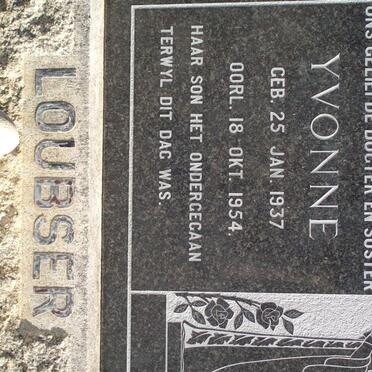 ONS GELIEFDE DOGTER EN SUSTER
YVONNE
GEB. 25 JAN. 1937
OORL. 18 OKT. 1954.
HAAR SON HET ONDERGEGAAN
TERWYL DIT DAG WAS.
LOUBSER